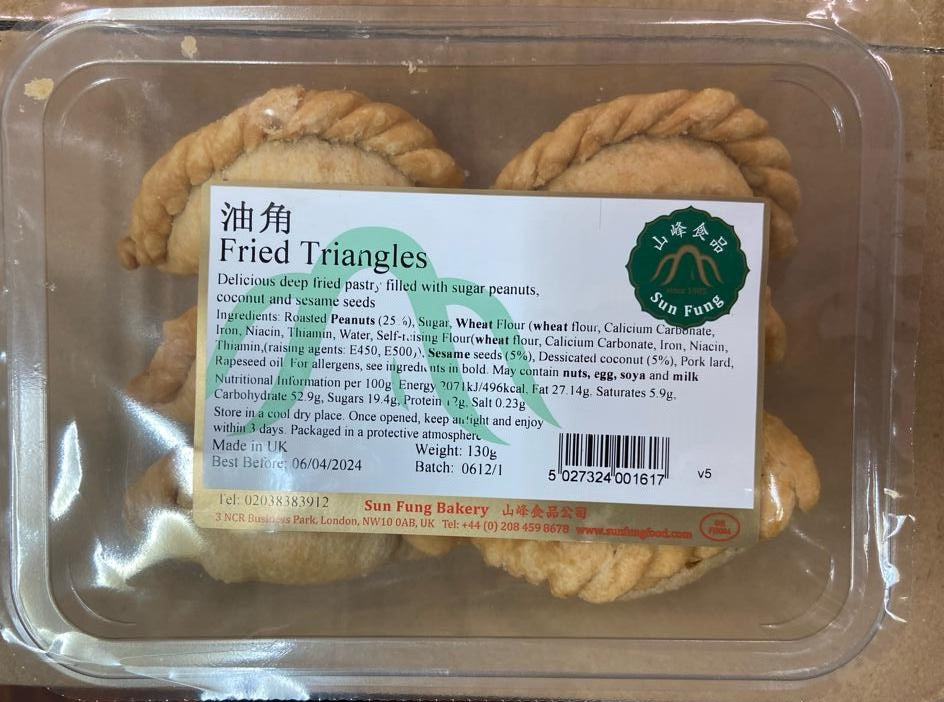 油角
Fried Triangles
山峰食品
since 1985
Sun Fung
Delicious deep fried pastry filled with sugar peanuts,
coconut and sesame seeds
Ingredients: Roasted Peanuts (25 %), Sugar, Wheat Flour (wheat flour, Calicium Carbonate,
Iron, Niacin, Thiamin, Water, Self-raising Flour(wheat flour, Calicium Carbonate, Iron, Niacin,
Thiamin,(raising agents: E450, E500), Sesame seeds (5%), Dessicated coconut (5%), Pork lard,
Rapeseed oil. For allergens, see ingredients in bold. May contain nuts, egg, soya and milk
Nutritional Information per 100g: Energy 2071kJ/496kcal, Fat 27.14g. Saturates 5.9g,
Carbohydrate 52.9g, Sugars 19.4g, Protein 12g, Salt 0.23g
Store in a cool dry place. Once opened, keep airtight and enjoy
within 3 days. Packaged in a protective atmosphere
Made in UK Weight: 130g
Best Before: 06/04/2024 Batch: 0612/1
5 027324 001617 v5
Tel: 02038383912 Sun Fung Bakery 山峰食品公司
3 NCR Business Park, London, NW10 0AB, UK Tel: +44 (0) 208 459 8678 www.sunfungfood.com